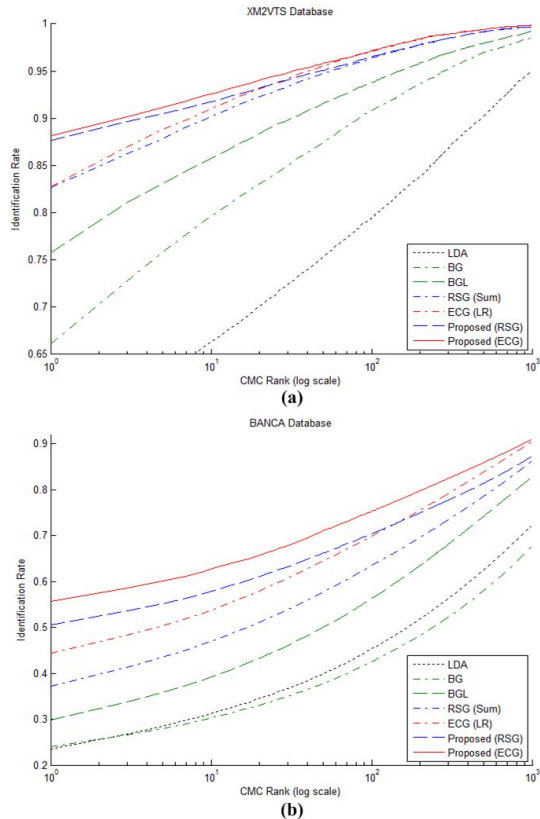 XM2VTS Database
1
0.95
0.9
0.85
0.8
0.75
0.7
0.65
Identification Rate
LDA
BG
BGL
RSG (Sum)
ECG (LR)
Proposed (RSG)
Proposed (ECG)
10^0
10^1
10^2
10^3
CMC Rank (log scale)
(a)
BANCA Database
0.9
0.8
0.7
0.6
0.5
0.4
0.3
0.2
Identification Rate
LDA
BG
BGL
RSG (Sum)
ECG (LR)
Proposed (RSG)
Proposed (ECG)
10^0
10^1
10^2
10^3
CMC Rank (log scale)
(b)